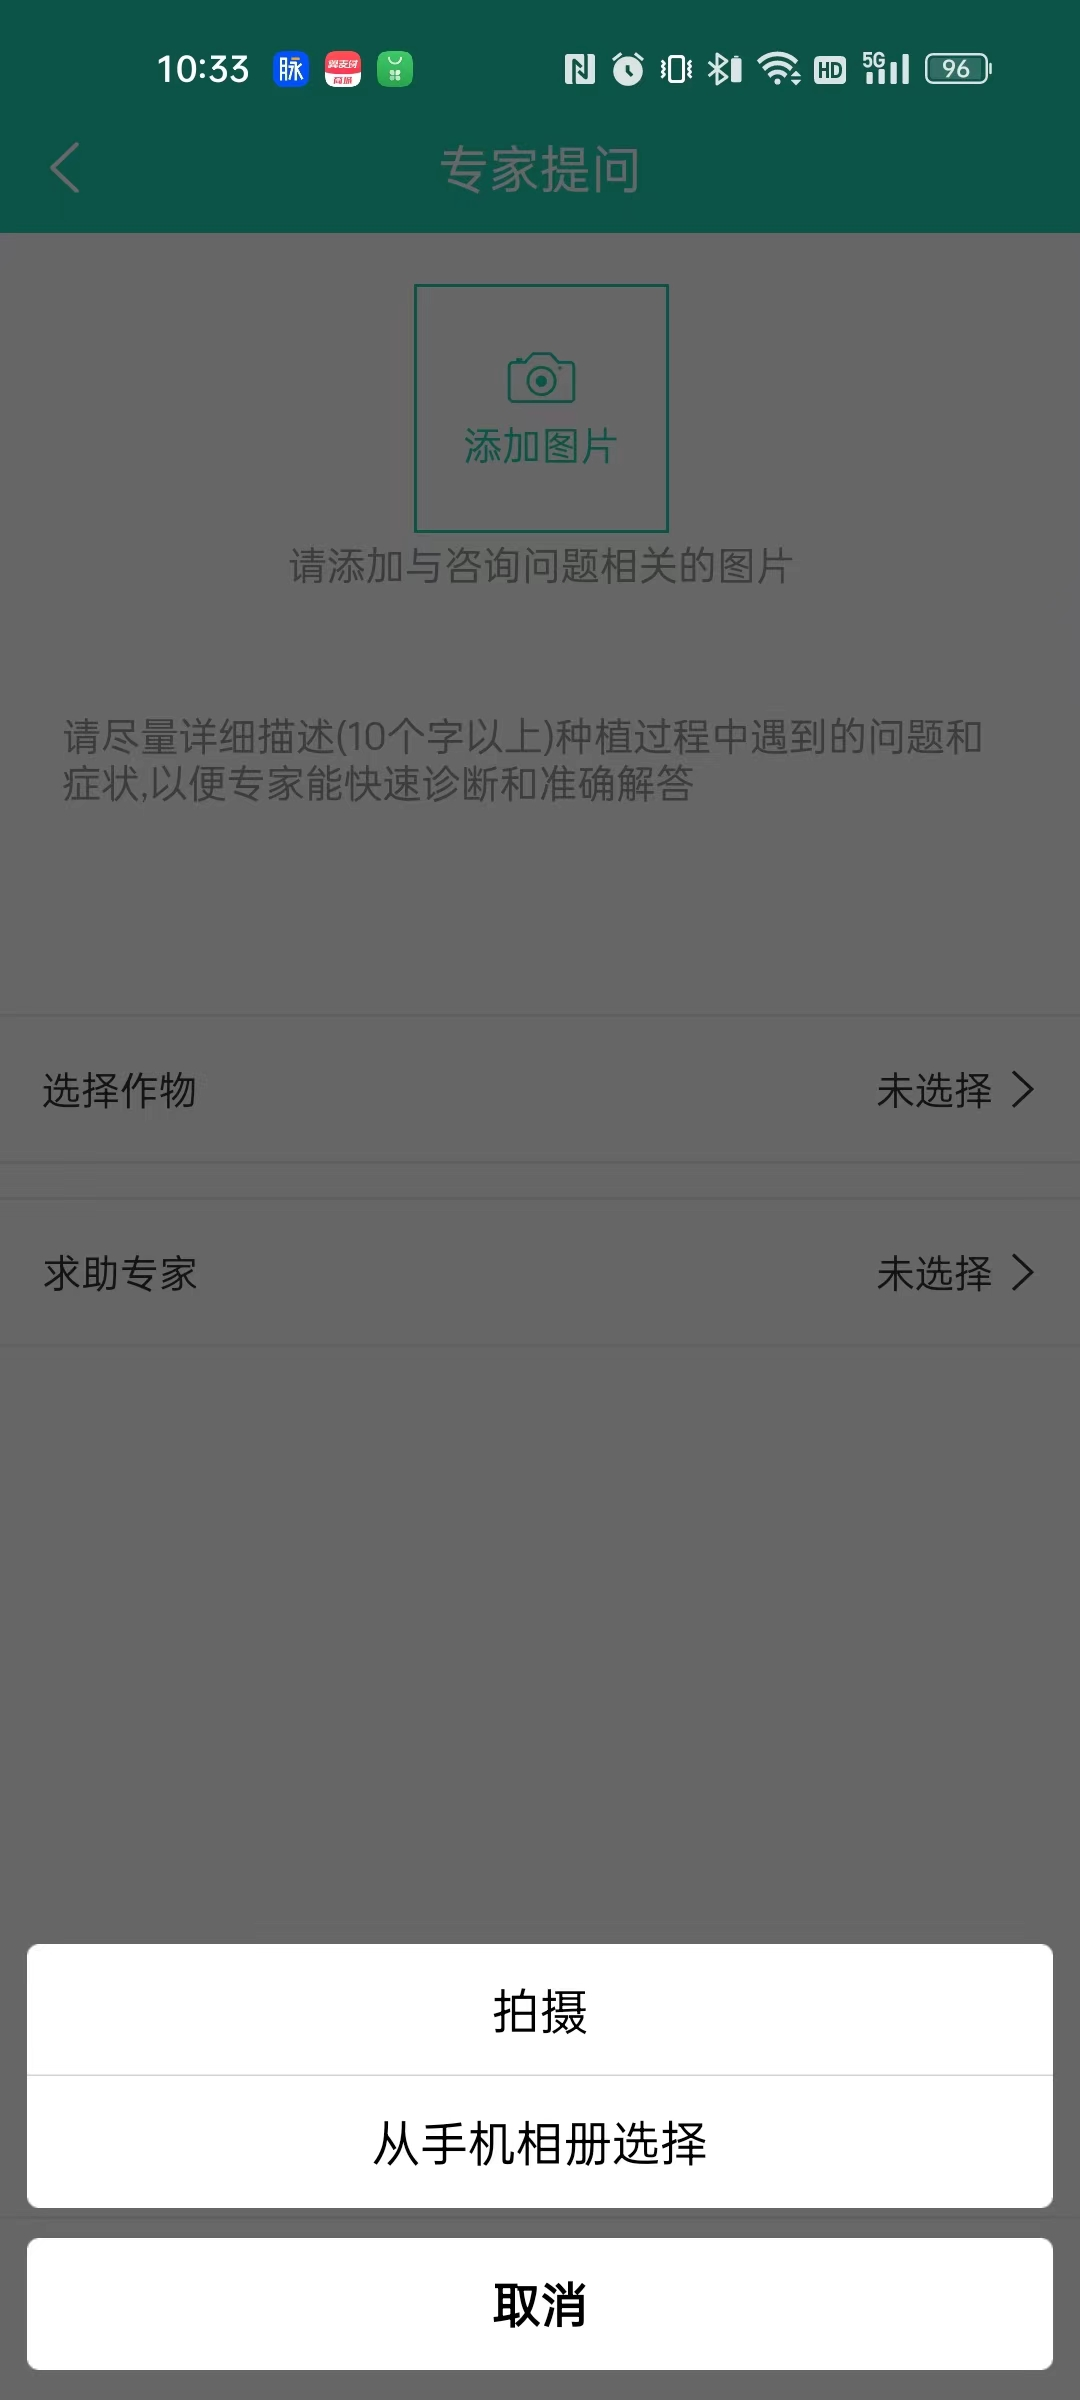 10:33
脉
商城
N
HD
5G
96
专家提问
添加图片
请添加与咨询问题相关的图片
请尽量详细描述(10个字以上)种植过程中遇到的问题和
症状,以便专家能快速诊断和准确解答
选择作物
未选择
求助专家
未选择
拍摄
从手机相册选择
取消